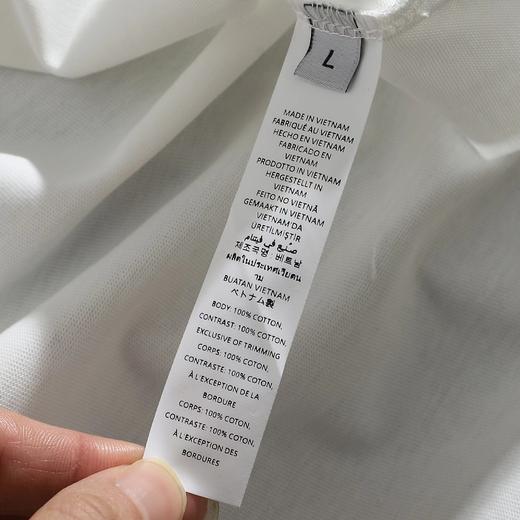 L
MADE IN VIETNAM
FABRIQUÉ AU VIETNAM
HECHO EN VIETNAM
FABRICADO EN
VIETNAM
PRODOTTO IN VIETNAM
HERGESTELLT IN
VIETNAM
FEITO NO VIETNÃ
GEMAAKT IN VIETNAM
VIETNAM'DA
ÜRETILMİŞTİR
صنع في فيتنام
제조국명 : 베트남
ผลิตในประเทศเวียดน
าม
BUATAN VIETNAM
ベトナム製
BODY: 100% COTTON,
CONTRAST: 100% COTTON,
EXCLUSIVE OF TRIMMING
CORPS: 100% COTON,
CONTRASTE: 100% COTON,
À L'EXCEPTION DE LA
BORDURE
CORPS: 100% COTON,
CONTRASTE: 100% COTON,
À L'EXCEPTION DES
BORDURES